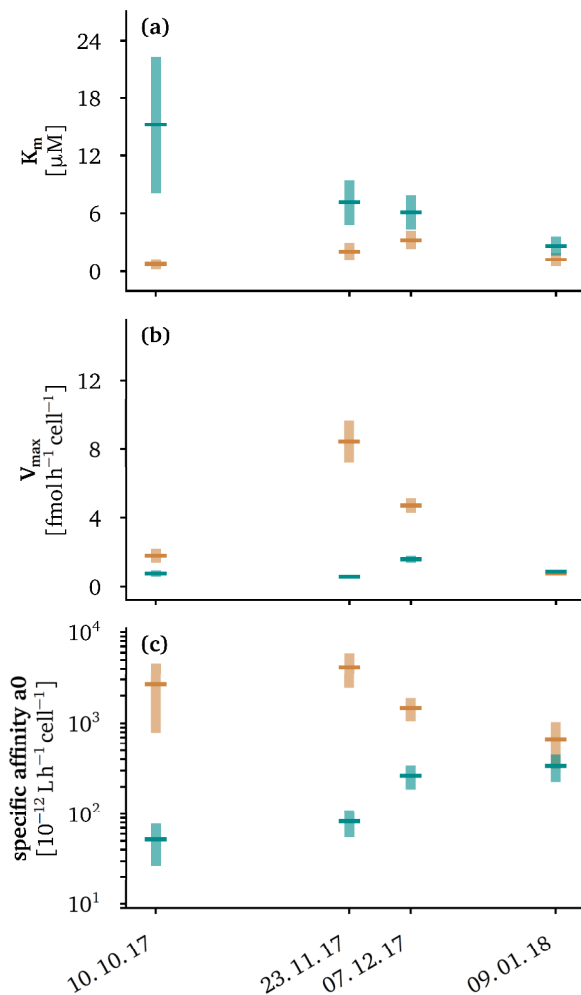 (a)
24
18
12
6
0
Kₘ
[µM]
(b)
12
8
4
0
Vₘₐₓ
[fmol h⁻¹ cell⁻¹]
(c)
10⁴
10³
10²
10¹
specific affinity a0
[10⁻¹² L h⁻¹ cell⁻¹]
10. 10. 17
23. 11. 17
07. 12. 17
09. 01. 18